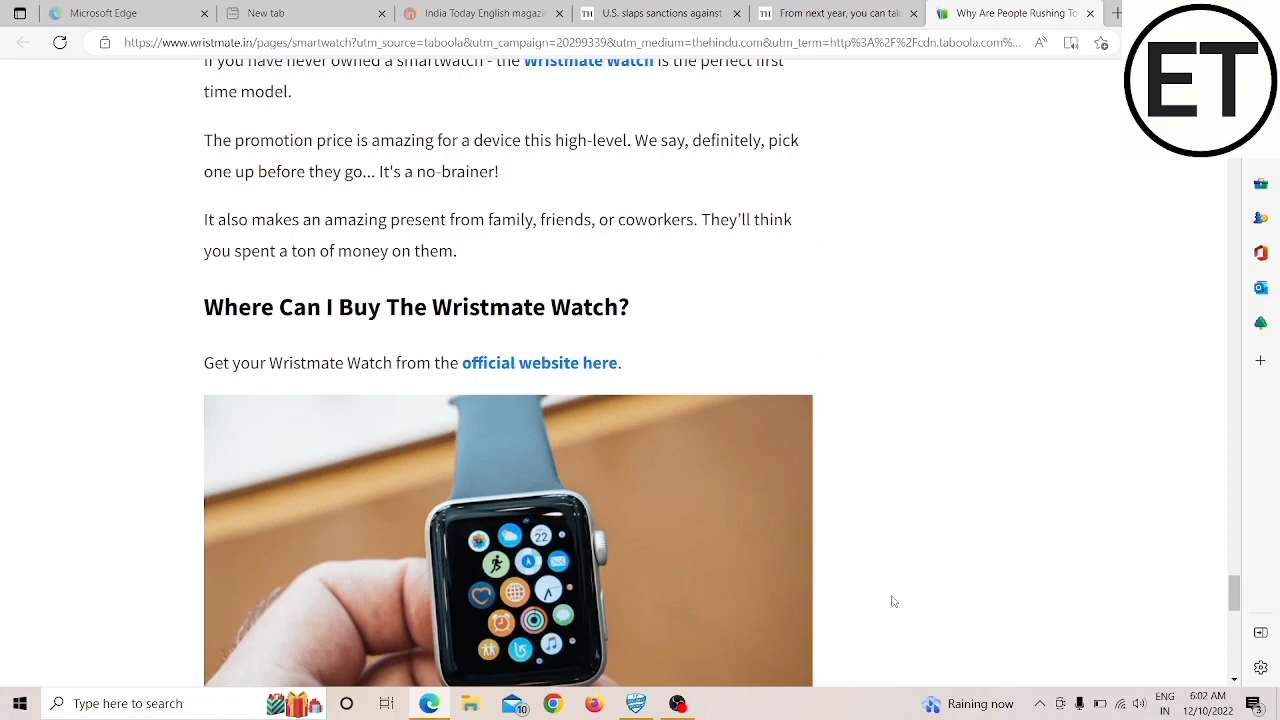 Microsoft Edge
New tab
India Today English magazin
U.S. slaps sanctions against
From next year, you can take
Why Are People Rushing To
https://www.wristmate.in/pages/smartwatch?utm_source=taboola&utm_campaign=20299339&utm_medium=thehindu.com&utm_term=http%3A%2F%2Fcdn.taboola.com%...
ET
If you have never owned a smartwatch - the Wristmate Watch is the perfect first
time model.
The promotion price is amazing for a device this high-level. We say, definitely, pick
one up before they go... It's a no-brainer!
It also makes an amazing present from family, friends, or coworkers. They'll think
you spent a ton of money on them.
Where Can I Buy The Wristmate Watch?
Get your Wristmate Watch from the official website here.
22
Type here to search
10
Raining now
ENG
IN
6:02 AM
12/10/2022
3